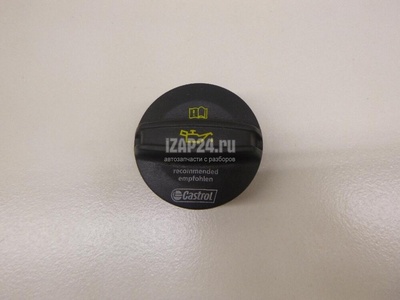 IZAP24.ru
автозапчасти с разборов
recommended
empfohlen
Castrol